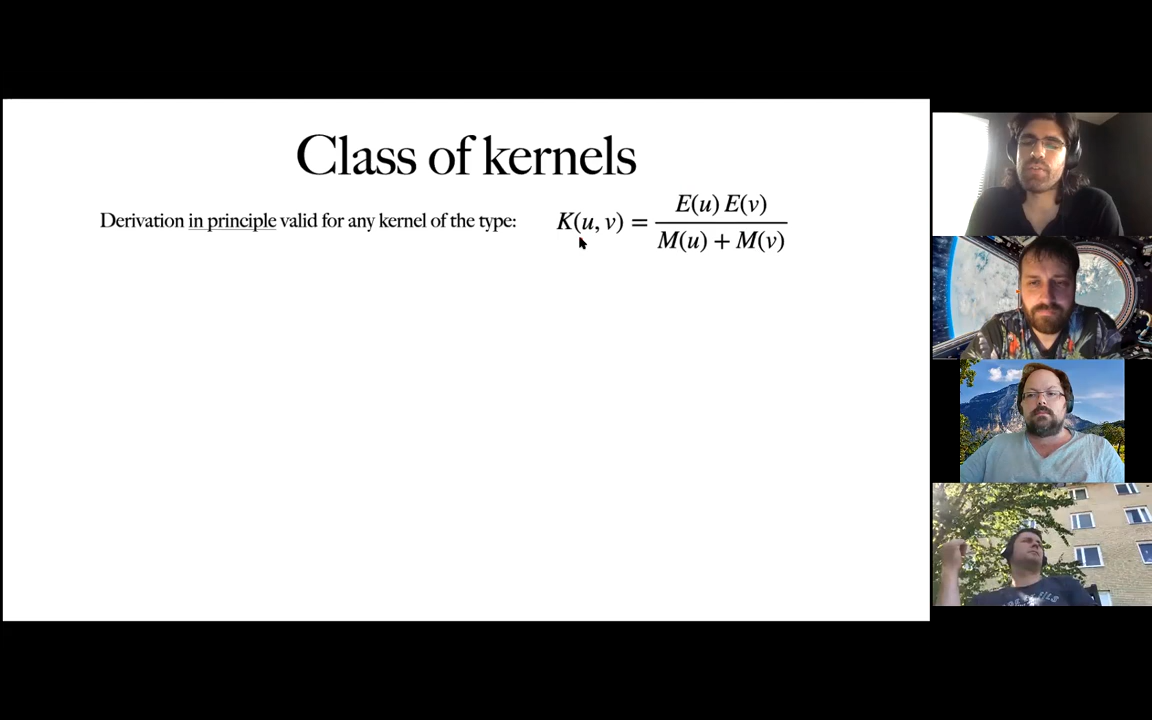 Class of kernels
Derivation in principle valid for any kernel of the type: K(u, v) = E(u) E(v) / M(u) + M(v)